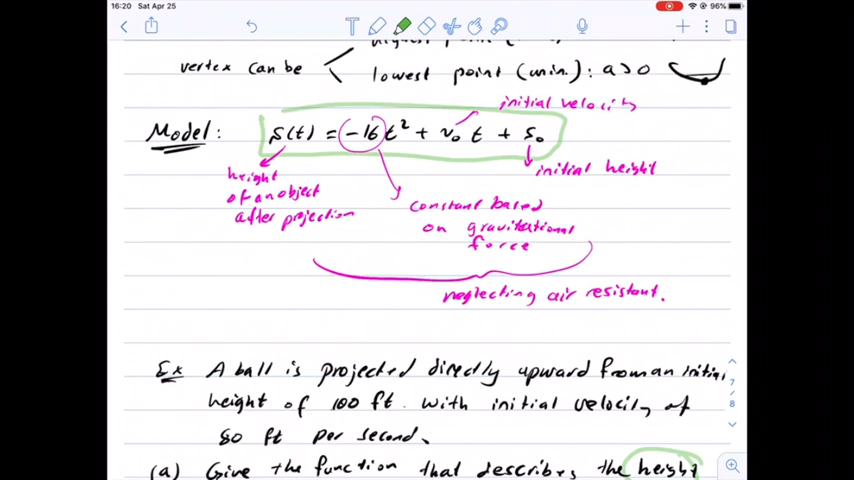 16:20 Sat Apr 25
96%
vertex can be
lowest point (min.): a>0
initial velocity
Model: s(t) = -16t² + v₀ t + s₀
initial height
height
of an object
after projection
constant based
on gravitational
force
neglecting air resistant.
Ex A ball is projected directly upward from an initial
height of 100 ft. with initial velocity of
80 ft per second.
(a) Give the function that describes the height
7
/
8